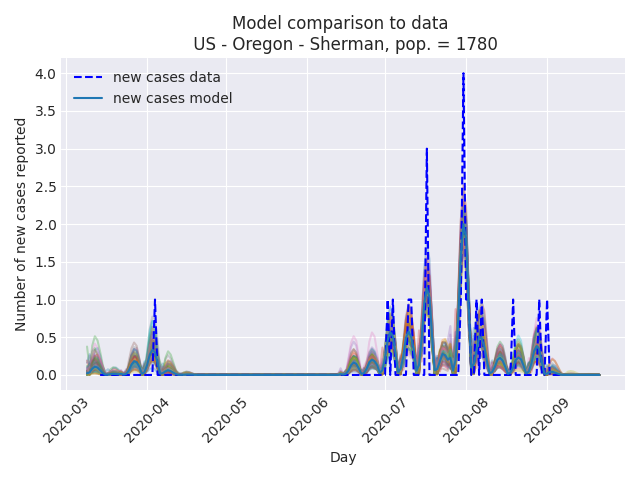 Model comparison to data
US - Oregon - Sherman, pop. = 1780
new cases data
new cases model
Number of new cases reported
4.0
3.5
3.0
2.5
2.0
1.5
1.0
0.5
0.0
2020-03
2020-04
2020-05
2020-06
2020-07
2020-08
2020-09
Day